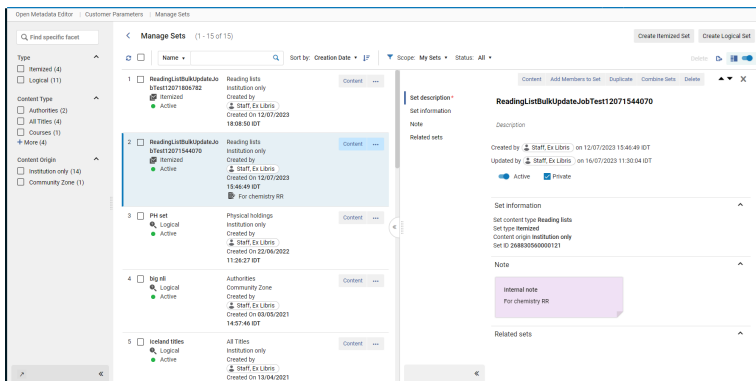 Open Metadata Editor | Customer Parameters | Manage Sets
Find specific facet
Type
Itemized (4)
Logical (11)
Content Type
Authorities (2)
All Titles (4)
Courses (1)
+ More (4)
Content Origin
Institution only (14)
Community Zone (1)
Manage Sets (1 - 15 of 15)
Create Itemized Set
Create Logical Set
Name
Sort by: Creation Date
Scope: My Sets
Status: All
Delete
1
ReadingListBulkUpdateJo
bTest12071806782
Itemized
Active
Reading lists
Institution only
Created by
Staff, Ex Libris
Created On 12/07/2023
18:08:50 IDT
Content
2
ReadingListBulkUpdateJo
bTest12071544070
Itemized
Active
Reading lists
Institution only
Created by
Staff, Ex Libris
Created On 12/07/2023
15:46:49 IDT
For chemistry RR
Content
3
PH set
Logical
Active
Physical holdings
Institution only
Created by
Staff, Ex Libris
Created On 22/06/2022
11:26:27 IDT
Content
4
big nli
Logical
Active
Authorities
Community Zone
Created by
Staff, Ex Libris
Created On 03/05/2021
14:57:46 IDT
Content
5
Iceland titles
Logical
Active
All Titles
Institution only
Created by
Staff, Ex Libris
Created On 13/04/2021
Content
Set description *
Set information
Note
Related sets
Content
Add Members to Set
Duplicate
Combine Sets
Delete
ReadingListBulkUpdateJobTest12071544070
Description
Created by Staff, Ex Libris on 12/07/2023 15:46:49 IDT
Updated by Staff, Ex Libris on 16/07/2023 11:30:04 IDT
Active
Private
Set information
Set content type Reading lists
Set type Itemized
Content origin Institution only
Set ID 268830560000121
Note
Internal note
For chemistry RR
Related sets